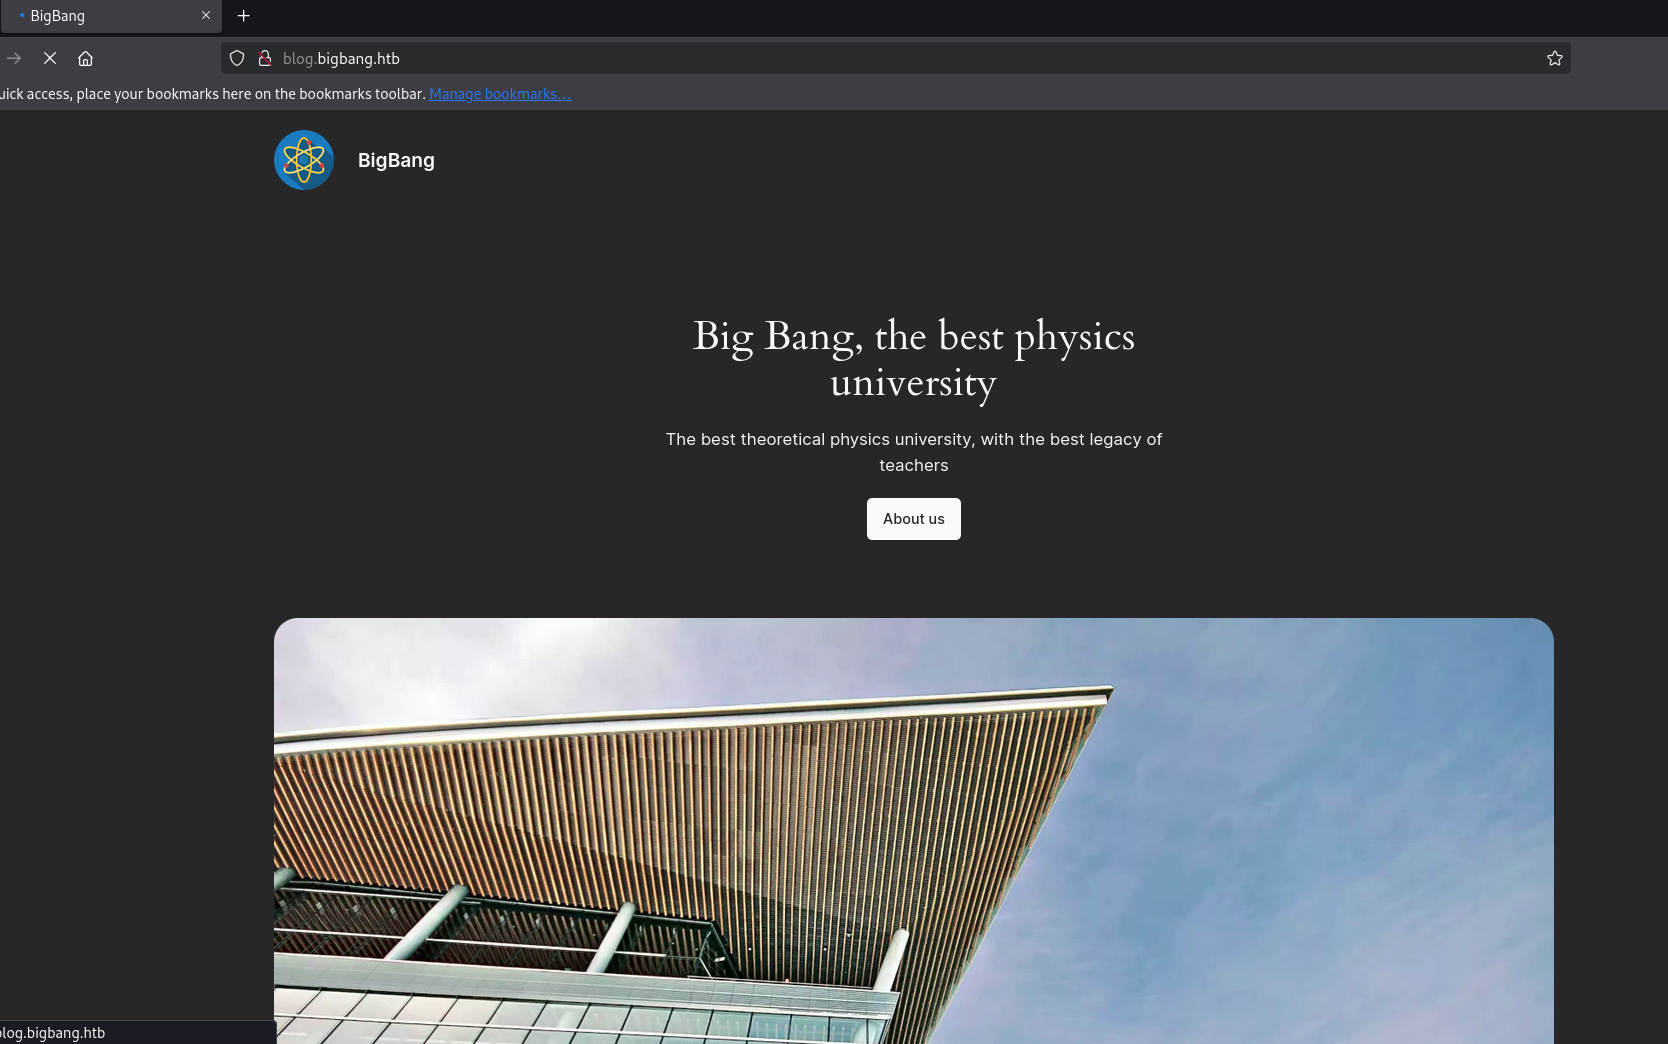 BigBang
blog.bigbang.htb
uick access, place your bookmarks here on the bookmarks toolbar. Manage bookmarks...
BigBang
Big Bang, the best physics
university
The best theoretical physics university, with the best legacy of
teachers
About us
blog.bigbang.htb